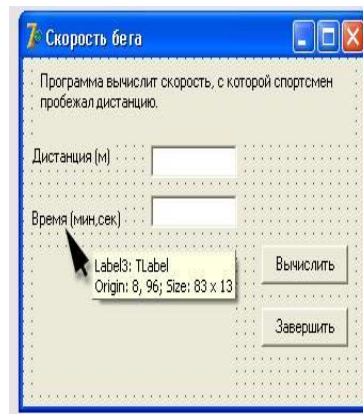 Скорость бега
Программа вычислит скорость, с которой спортсмен
пробежал дистанцию.
Дистанция (м)
Время (мин,сек)
Label3: TLabel
Origin: 8, 96; Size: 83 x 13
Вычислить
Завершить